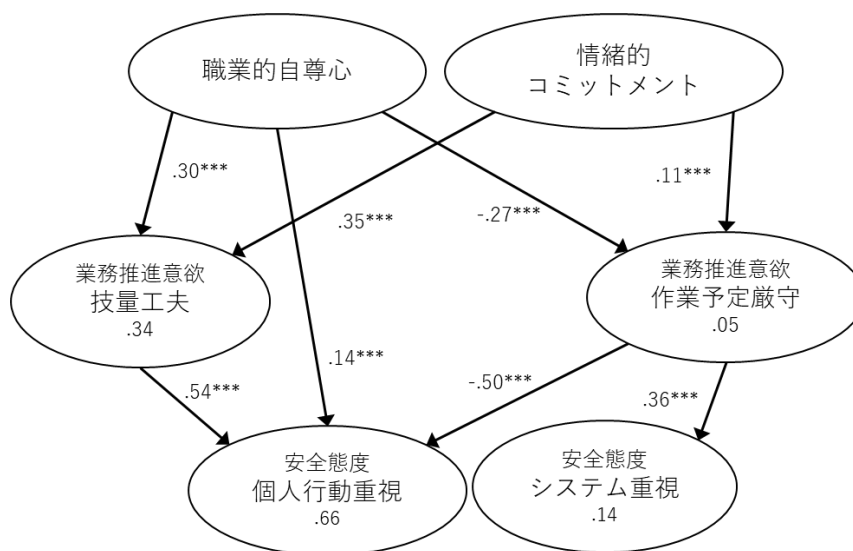 職業的自尊心
情緒的
コミットメント
.30***
.35***
-.27***
.11***
業務推進意欲
技量工夫
.34
業務推進意欲
作業予定厳守
.05
.54***
.14***
-.50***
.36***
安全態度
個人行動重視
.66
安全態度
システム重視
.14